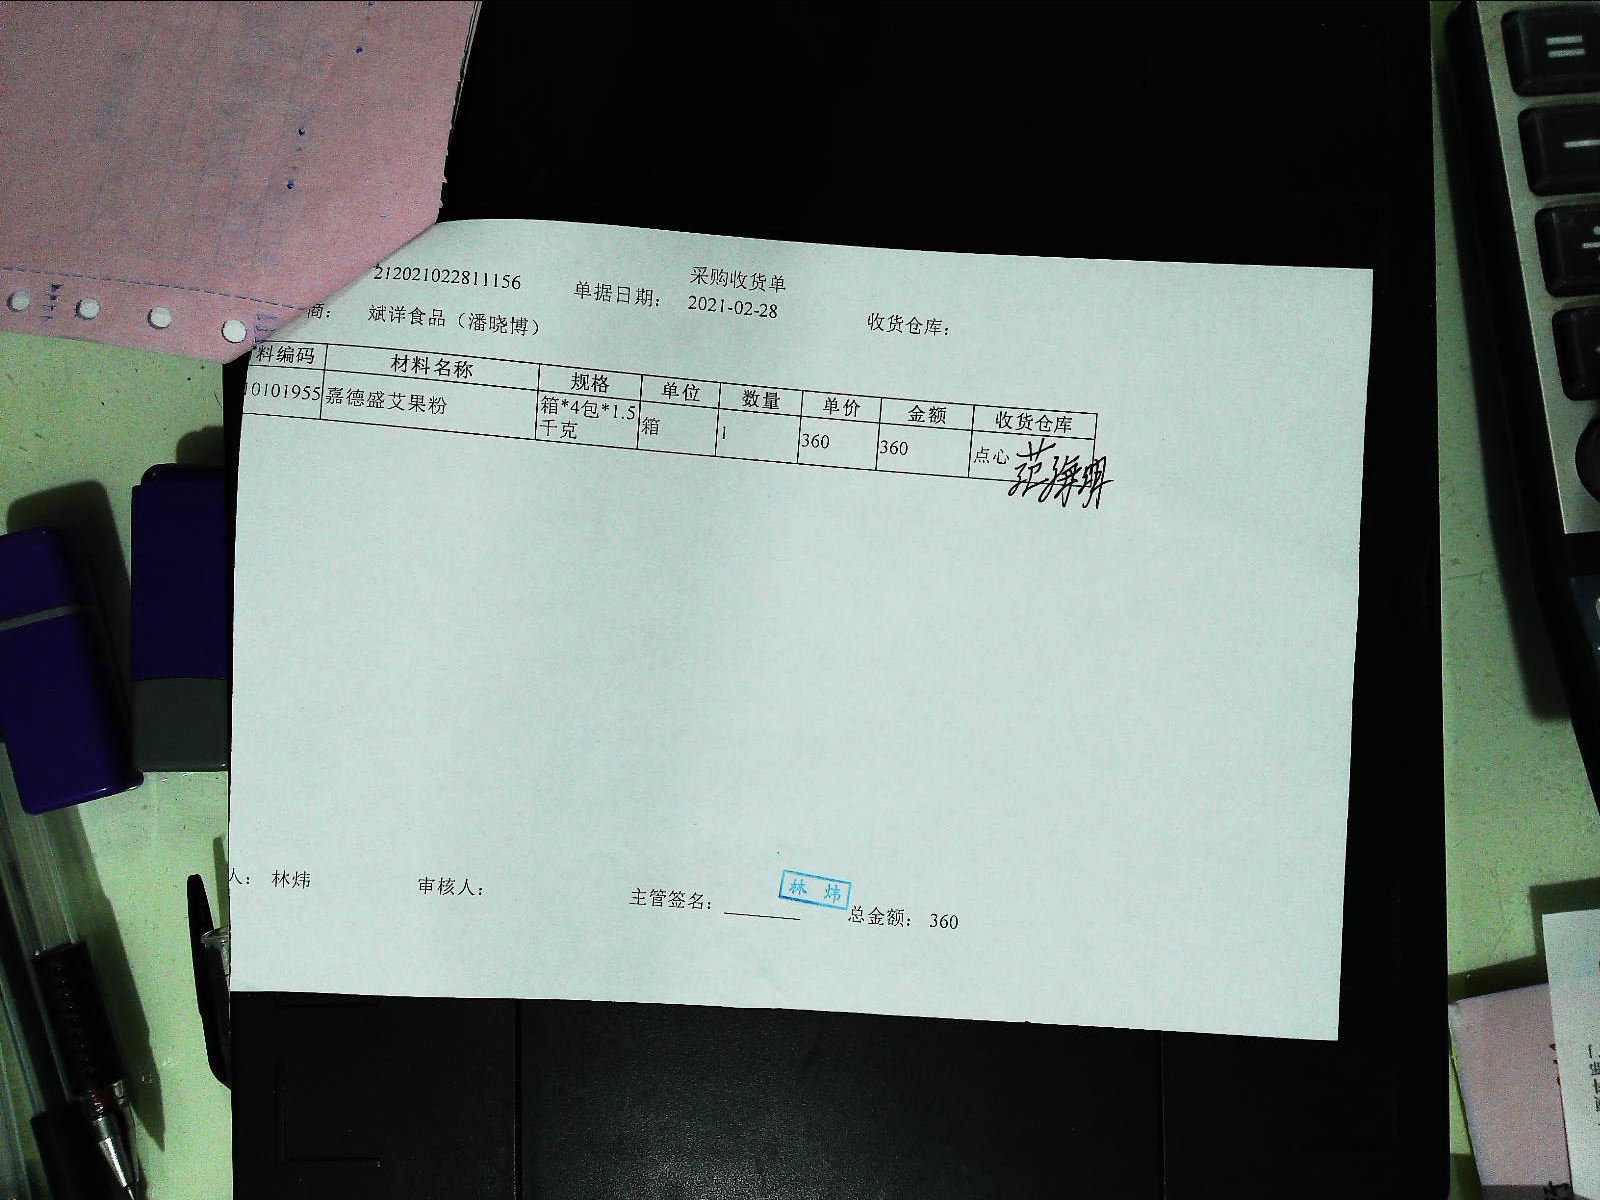 采购收货单
212021022811156 单据日期： 2021-02-28
商： 斌详食品（潘晓博） 收货仓库：
料编码 材料名称 规格 单位 数量 单价 金额 收货仓库
10101955 嘉德盛艾果粉 箱*4包*1.5 箱 1 360 360 点心
千克
人： 林炜 审核人： 主管签名： 林炜 总金额： 360